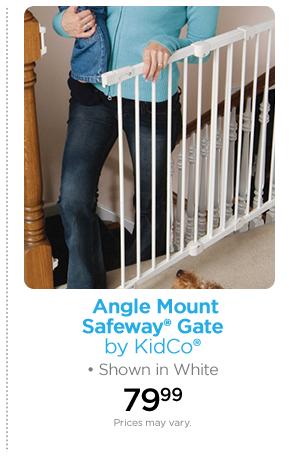 Angle Mount
Safeway® Gate
by KidCo®
• Shown in White
79⁹⁹
Prices may vary.